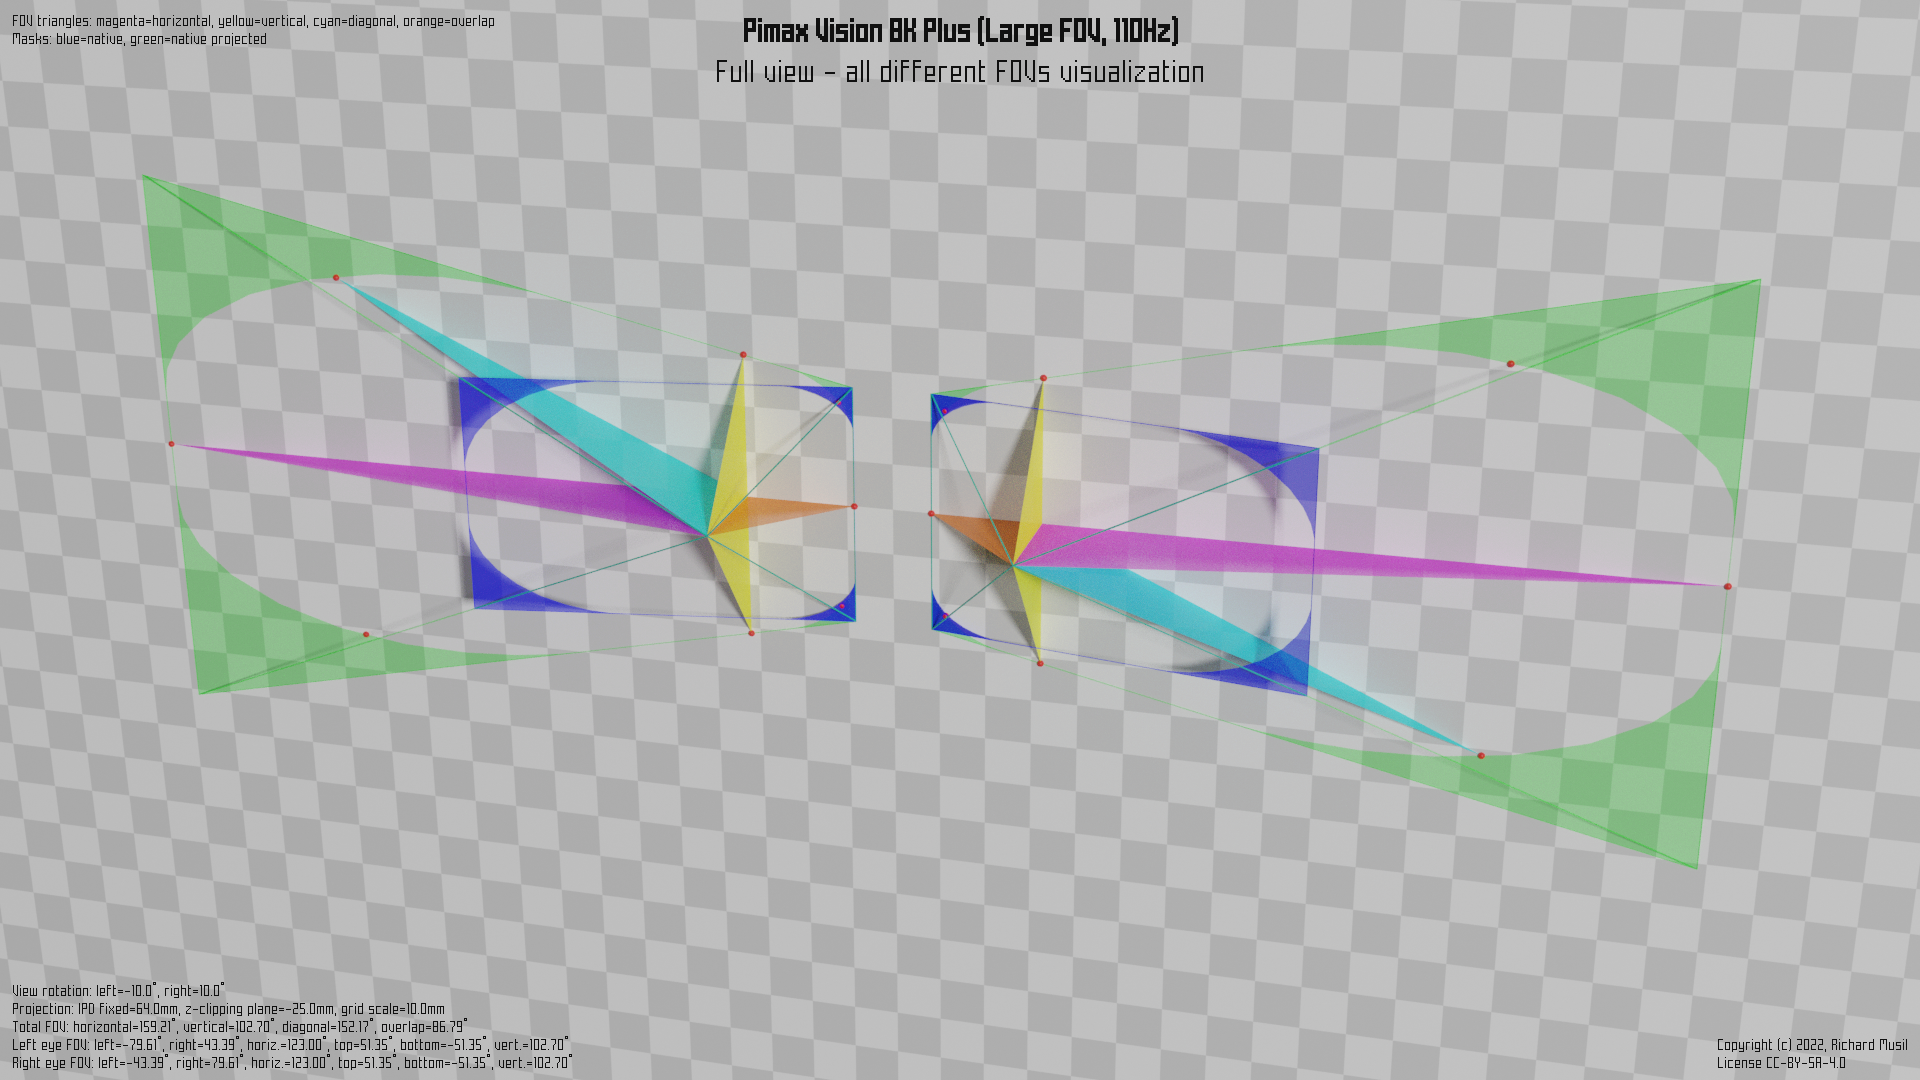 FOV triangles: magenta=horizontal, yellow=vertical, cyan=diagonal, orange=overlap
Masks: blue=native, green=native projected
Pimax Vision 8K Plus (Large FOV, 110Hz)
Full view - all different FOVs visualization
View rotation: left=-10.0°, right=10.0°
Projection: IPD fixed=64.0mm, z-clipping plane=-25.0mm, grid scale=10.0mm
Total FOV: horizontal=159.21°, vertical=102.70°, diagonal=152.17°, overlap=86.79°
Left eye FOV: left=-79.61°, right=43.39°, horiz.=123.00°, top=51.35°, bottom=-51.35°, vert.=102.70°
Right eye FOV: left=-43.39°, right=79.61°, horiz.=123.00°, top=51.35°, bottom=-51.35°, vert.=102.70°
Copyright (c) 2022, Richard Musil
License CC-BY-SA-4.0